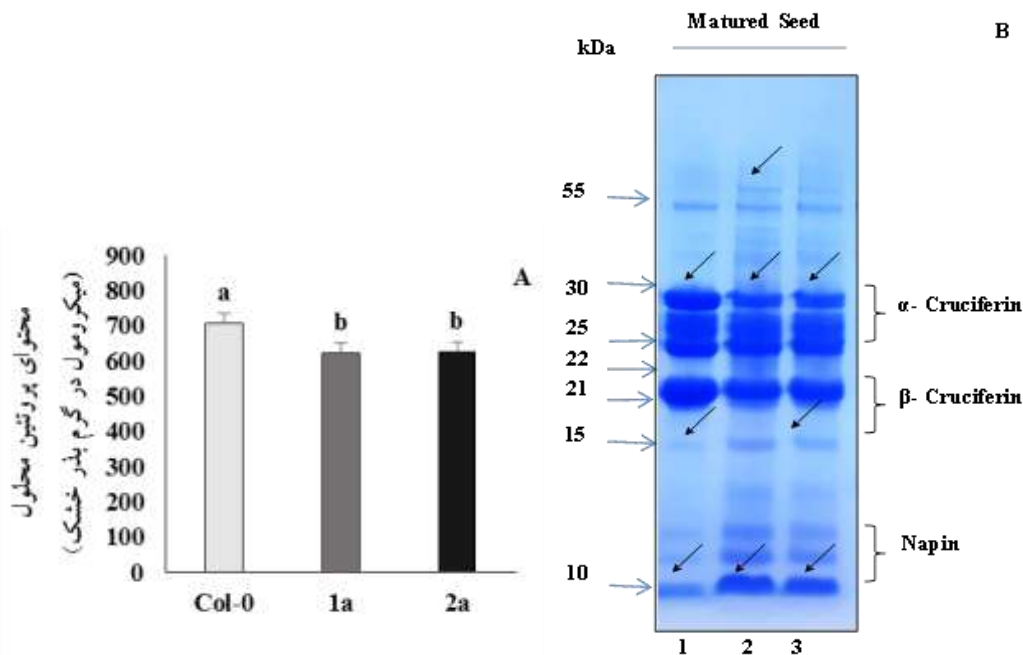 محتوای پروتئین محلول
(میکرومول در گرم بذر خشک)
900
800
700
600
500
400
300
200
100
0
a
b
b
A
Col-0
1a
2a
Matured Seed
B
kDa
55
30
25
22
21
15
10
α- Cruciferin
β- Cruciferin
Napin
1
2
3